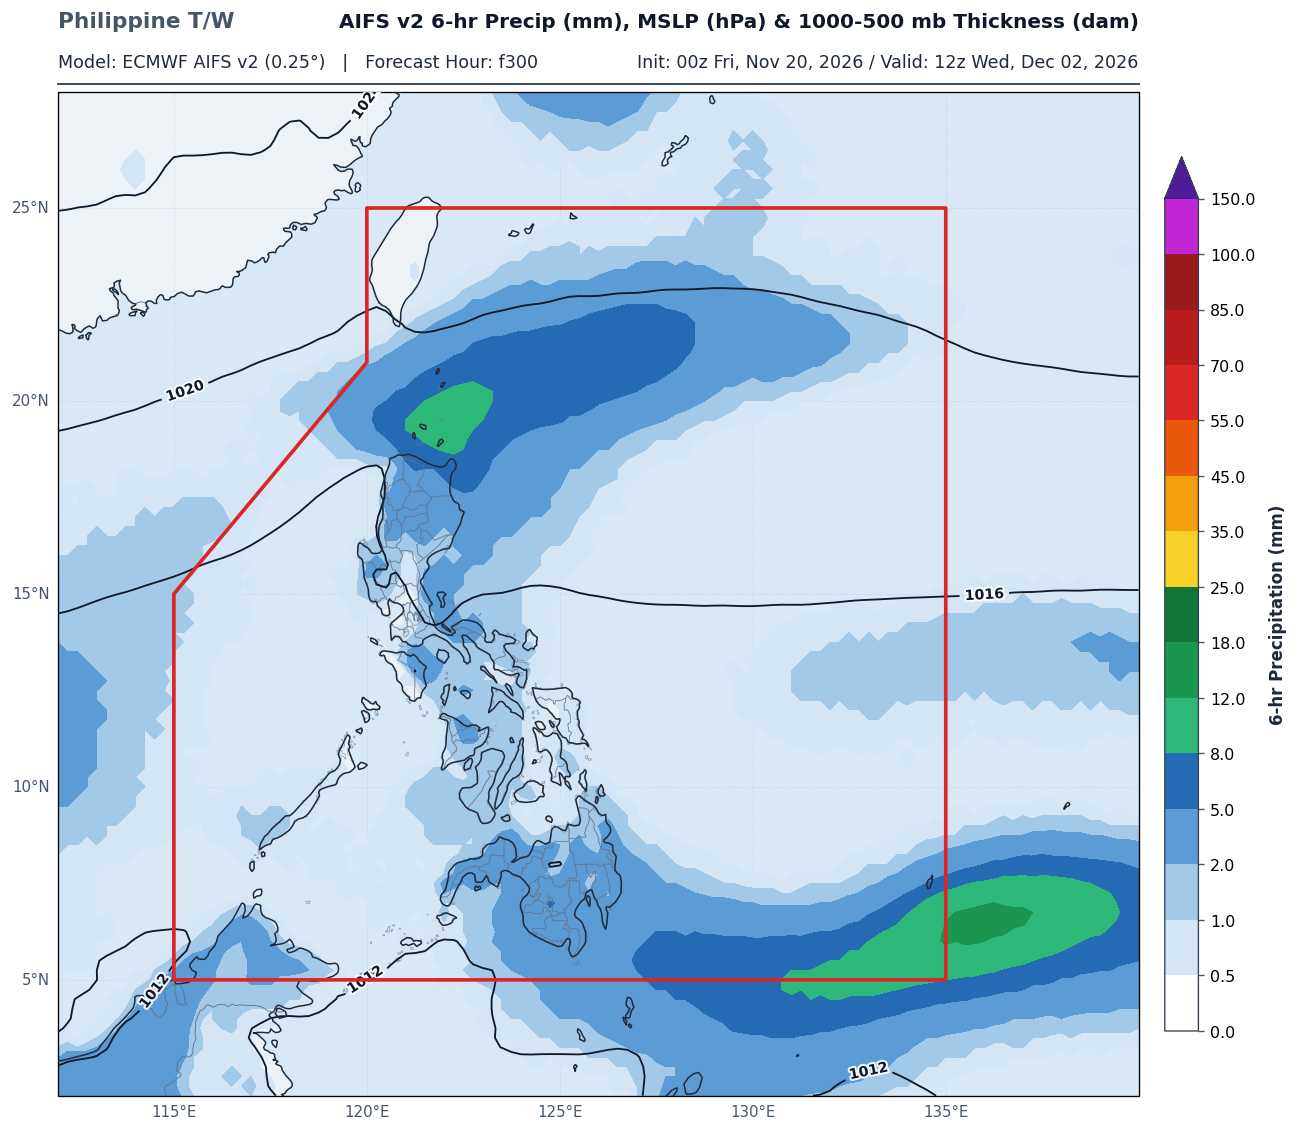 Philippine T/W
AIFS v2 6-hr Precip (mm), MSLP (hPa) & 1000-500 mb Thickness (dam)
Model: ECMWF AIFS v2 (0.25°) | Forecast Hour: f300
Init: 00z Fri, Nov 20, 2026 / Valid: 12z Wed, Dec 02, 2026
102
25°N
1020
20°N
15°N
1016
10°N
5°N
1012
1012
1012
115°E
120°E
125°E
130°E
135°E
150.0
100.0
85.0
70.0
55.0
45.0
35.0
25.0
18.0
12.0
8.0
5.0
2.0
1.0
0.5
0.0
6-hr Precipitation (mm)